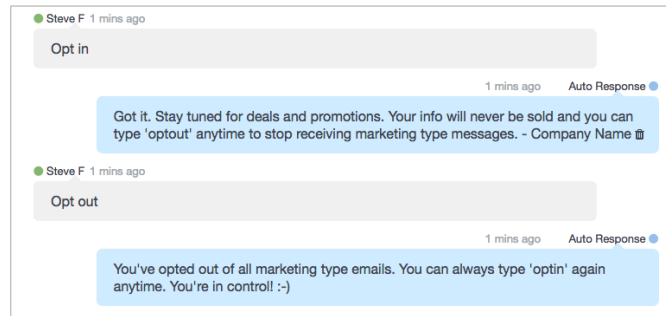 Steve F 1 mins ago
Opt in
1 mins ago Auto Response
Got it. Stay tuned for deals and promotions. Your info will never be sold and you can
type 'optout' anytime to stop receiving marketing type messages. - Company Name
Steve F 1 mins ago
Opt out
1 mins ago Auto Response
You've opted out of all marketing type emails. You can always type 'optin' again
anytime. You're in control! :-)